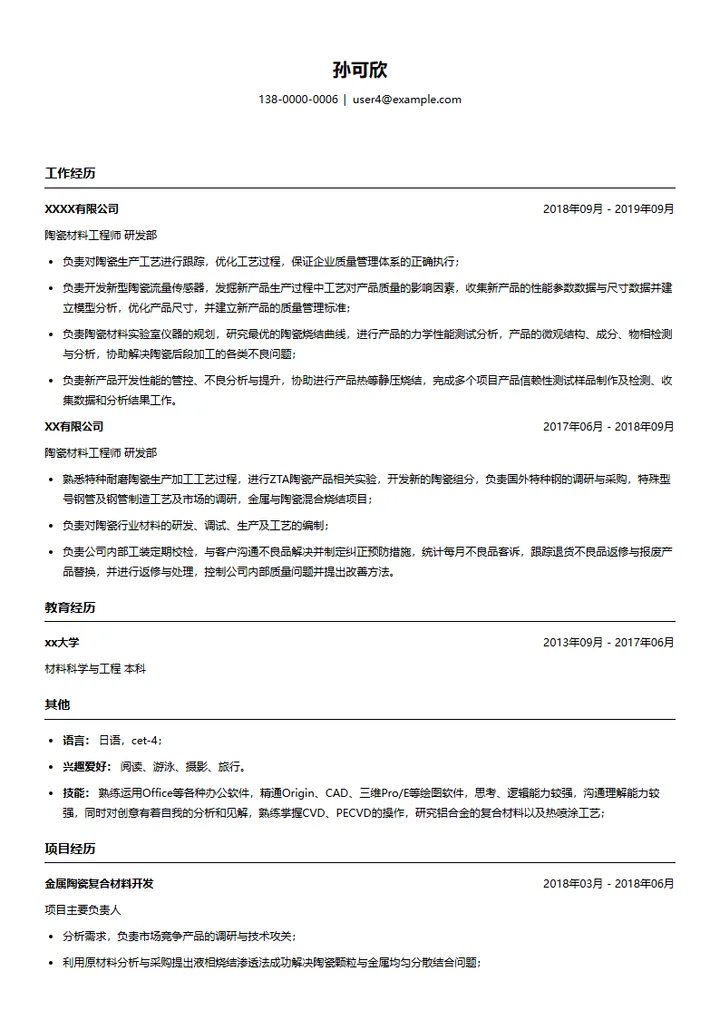 孙可欣
138-0000-0006 | user4@example.com
工作经历
XXXX有限公司 2018年09月 - 2019年09月
陶瓷材料工程师 研发部
• 负责对陶瓷生产工艺进行跟踪，优化工艺过程，保证企业质量管理体系的正确执行；
• 负责开发新型陶瓷流量传感器，发掘新产品生产过程中工艺对产品质量的影响因素，收集新产品的性能参数数据与尺寸数据并建
立模型分析，优化产品尺寸，并建立新产品的质量管理标准；
• 负责陶瓷材料实验室仪器的规划，研究最优的陶瓷烧结曲线，进行产品的力学性能测试分析，产品的微观结构、成分、物相检测
与分析，协助解决陶瓷后段加工的各类不良问题；
• 负责新产品开发性能的管控、不良分析与提升，协助进行产品热等静压烧结，完成多个项目产品信赖性测试样品制作及检测、收
集数据和分析结果工作。
XX有限公司 2017年06月 - 2018年09月
陶瓷材料工程师 研发部
• 熟悉特种耐磨陶瓷生产加工工艺过程，进行ZTA陶瓷产品相关实验，开发新的陶瓷组分，负责国外特种钢的调研与采购，特殊型
号钢管及钢管制造工艺及市场的调研，金属与陶瓷混合烧结项目；
• 负责对陶瓷行业材料的研发、调试、生产及工艺的编制；
• 负责公司内部工装定期校检，与客户沟通不良品解决并制定纠正预防措施，统计每月不良品客诉，跟踪退货不良品返修与报废产
品替换，并进行返修与处理，控制公司内部质量问题并提出改善方法。
教育经历
xx大学 2013年09月 - 2017年06月
材料科学与工程 本科
其他
• 语言： 日语，cet-4；
• 兴趣爱好： 阅读、游泳、摄影、旅行。
• 技能： 熟练运用Office等各种办公软件，精通Origin、CAD、三维Pro/E等绘图软件，思考、逻辑能力较强，沟通理解能力较
强，同时对创意有着自我的分析和见解，熟练掌握CVD、PECVD的操作，研究铝合金的复合材料以及热喷涂工艺；
项目经历
金属陶瓷复合材料开发 2018年03月 - 2018年06月
项目主要负责人
• 分析需求，负责市场竞争产品的调研与技术攻关；
• 利用原材料分析与采购提出液相烧结渗透法成功解决陶瓷颗粒与金属均匀分散结合问题；